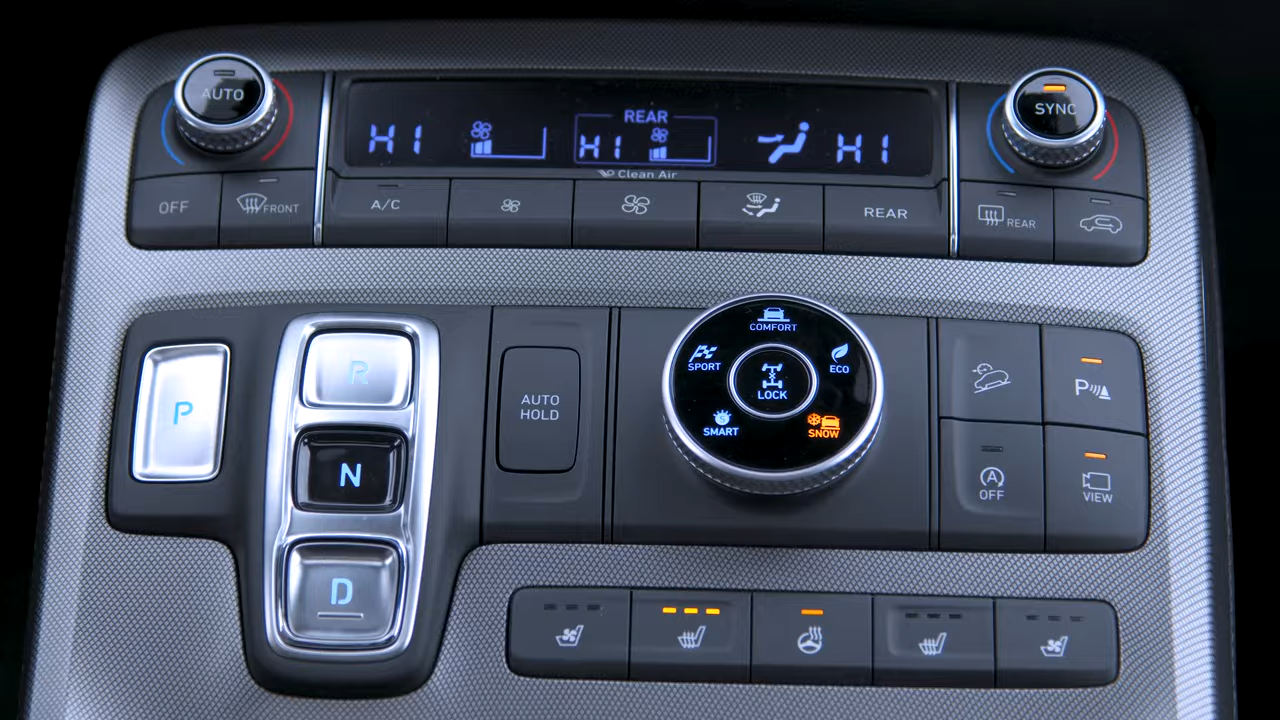 AUTO
SYNC
REAR
HI
HI
HI
Clean Air
OFF
FRONT
A/C
REAR
REAR
P
R
N
D
AUTO
HOLD
COMFORT
SPORT
ECO
LOCK
SMART
SNOW
P
A
OFF
VIEW